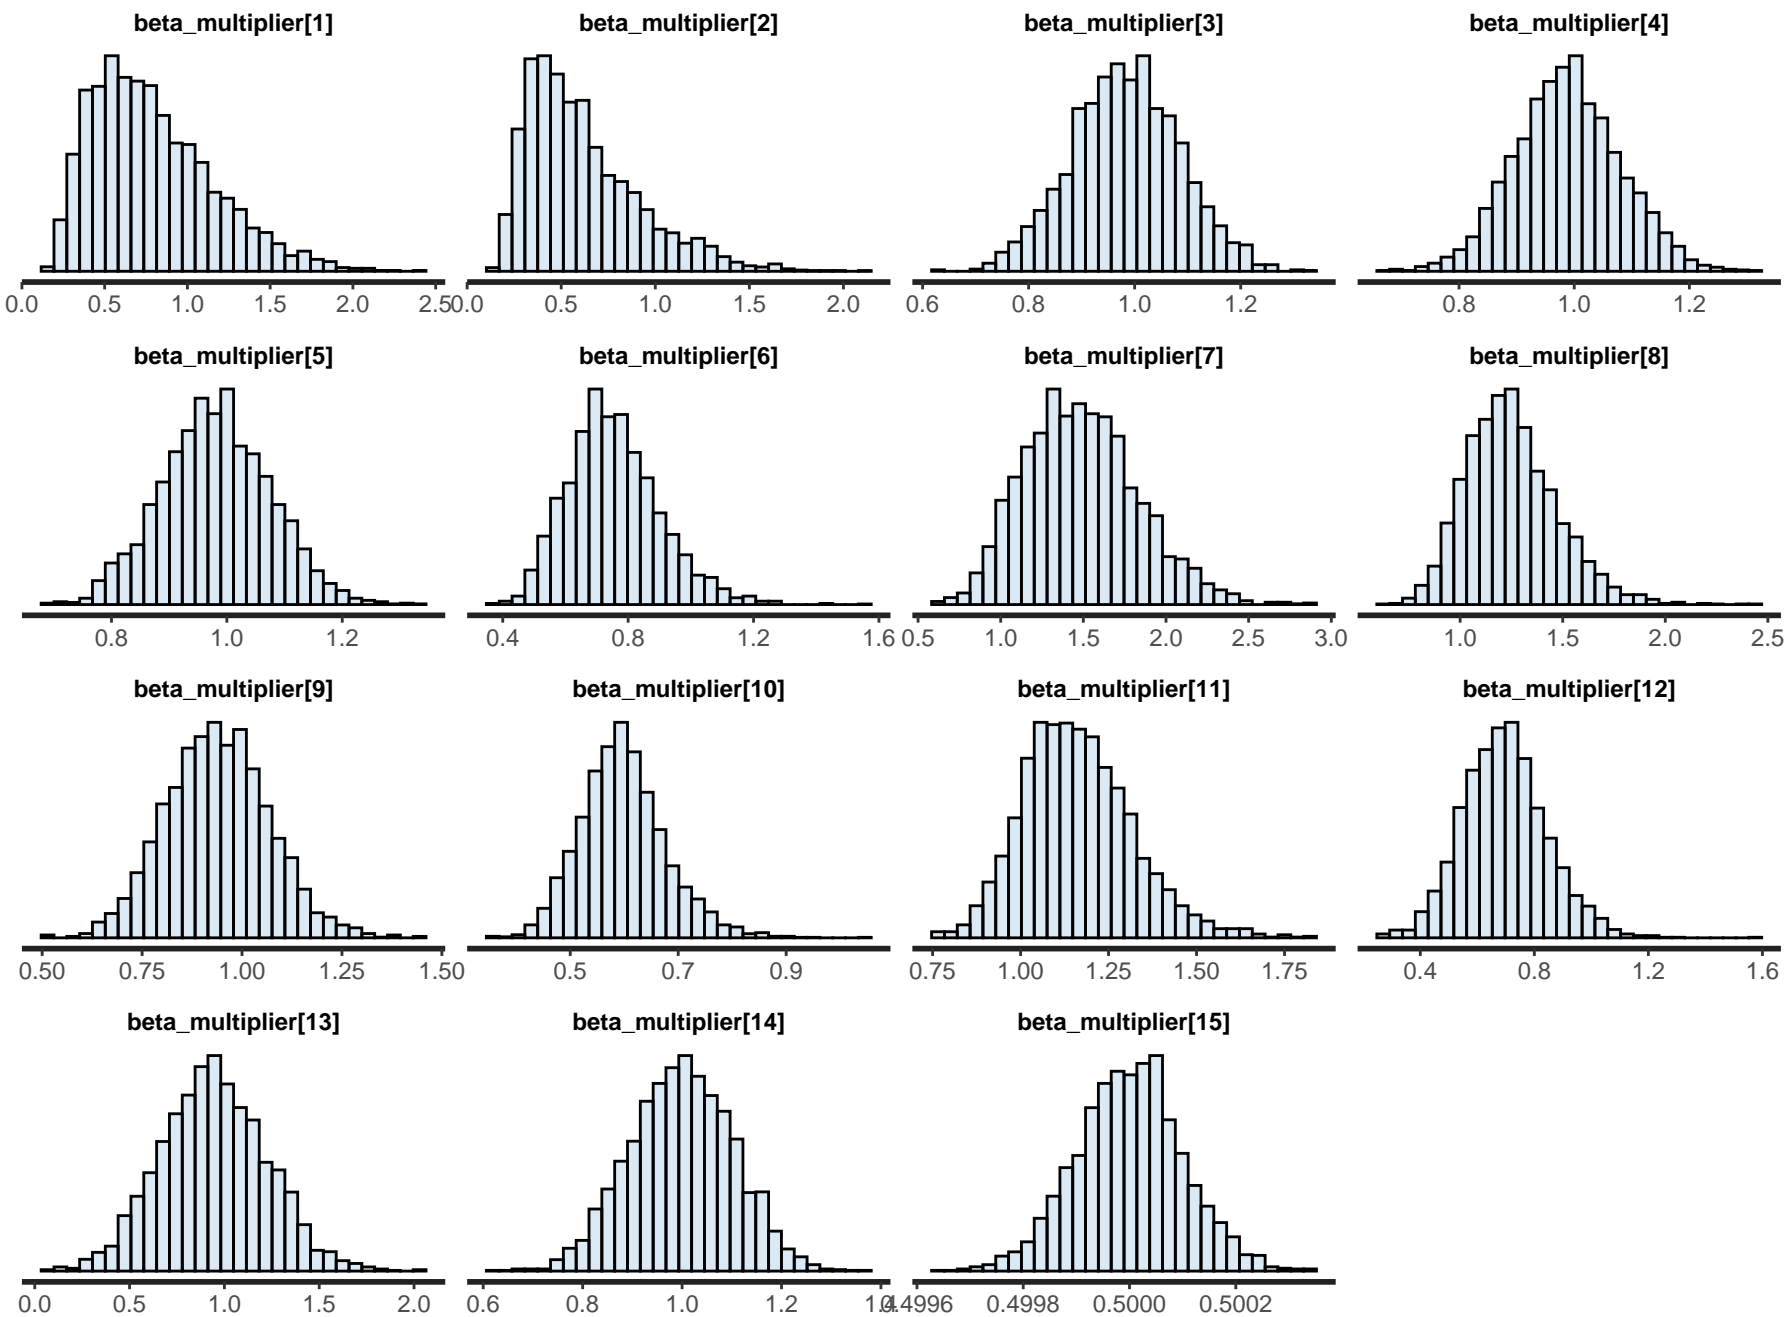 beta_multiplier[1] beta_multiplier[2] beta_multiplier[3] beta_multiplier[4]
0.0 0.5 1.0 1.5 2.0 2.5 0.0 0.5 1.0 1.5 2.0 0.6 0.8 1.0 1.2 0.8 1.0 1.2
beta_multiplier[5] beta_multiplier[6] beta_multiplier[7] beta_multiplier[8]
0.8 1.0 1.2 0.4 0.8 1.2 1.6 0.5 1.0 1.5 2.0 2.5 3.0 1.0 1.5 2.0 2.5
beta_multiplier[9] beta_multiplier[10] beta_multiplier[11] beta_multiplier[12]
0.50 0.75 1.00 1.25 1.50 0.5 0.7 0.9 0.75 1.00 1.25 1.50 1.75 0.4 0.8 1.2 1.6
beta_multiplier[13] beta_multiplier[14] beta_multiplier[15]
0.0 0.5 1.0 1.5 2.0 0.6 0.8 1.0 1.2 1.4 0.4996 0.4998 0.5000 0.5002